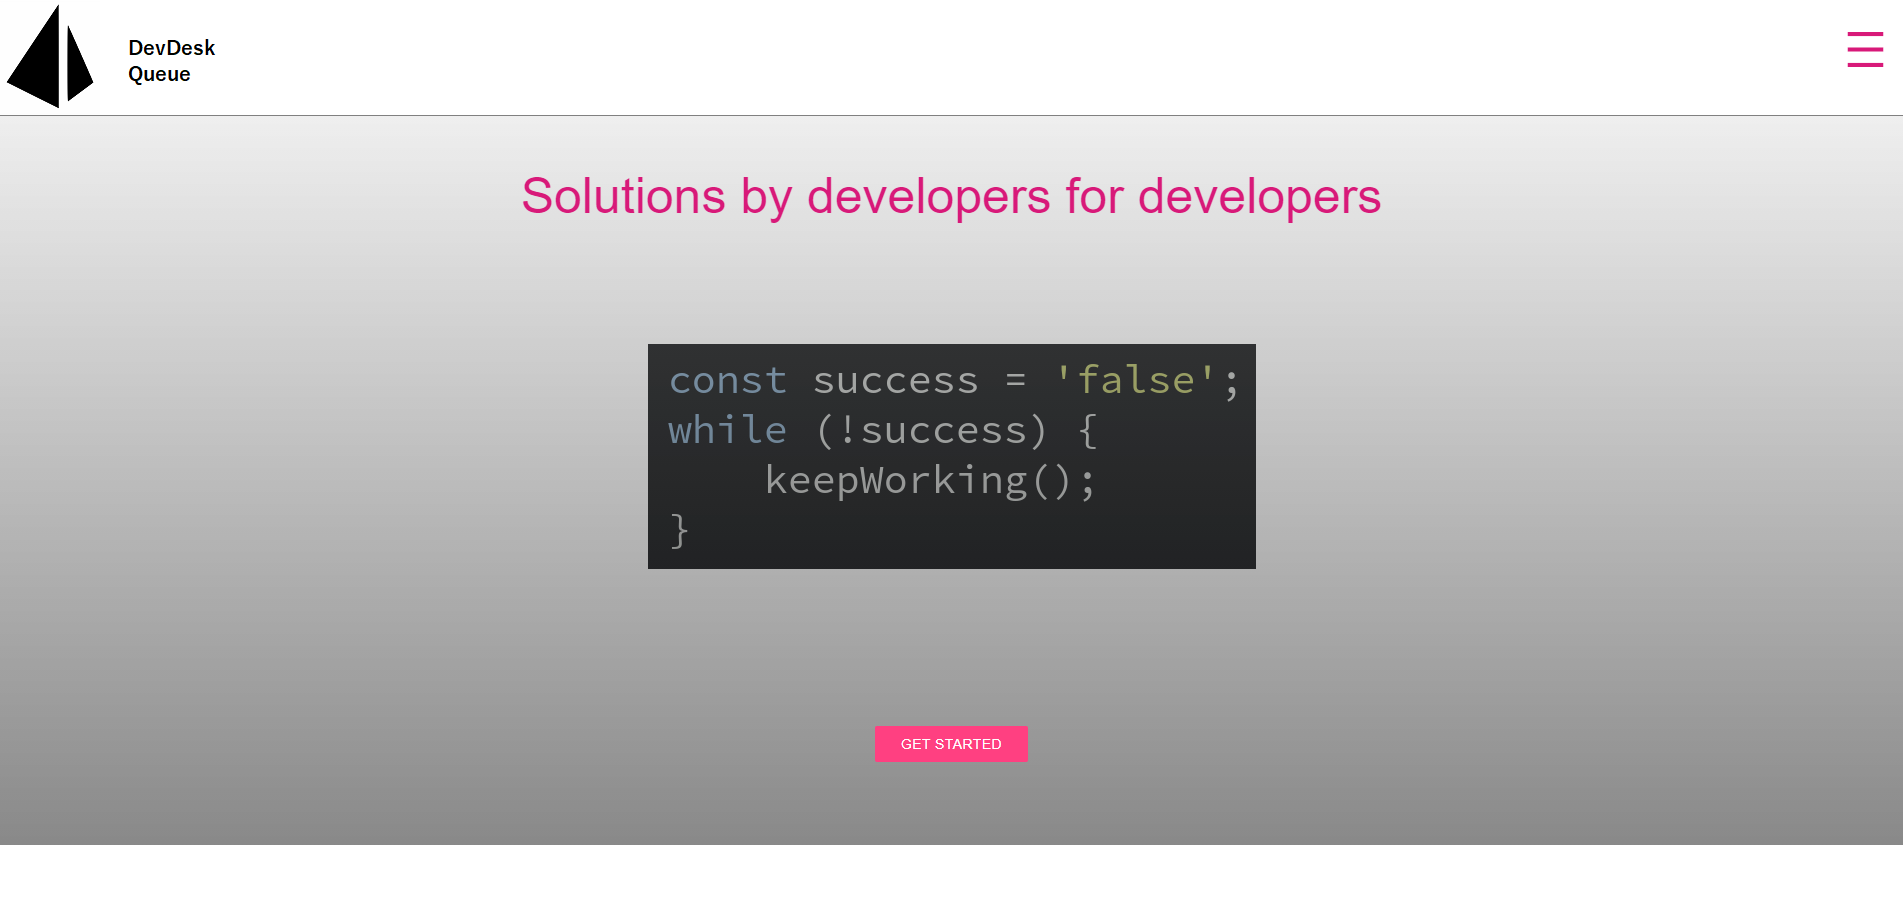 DevDesk
Queue
Solutions by developers for developers
const success = 'false';
while (!success) {
    keepWorking();
}
GET STARTED